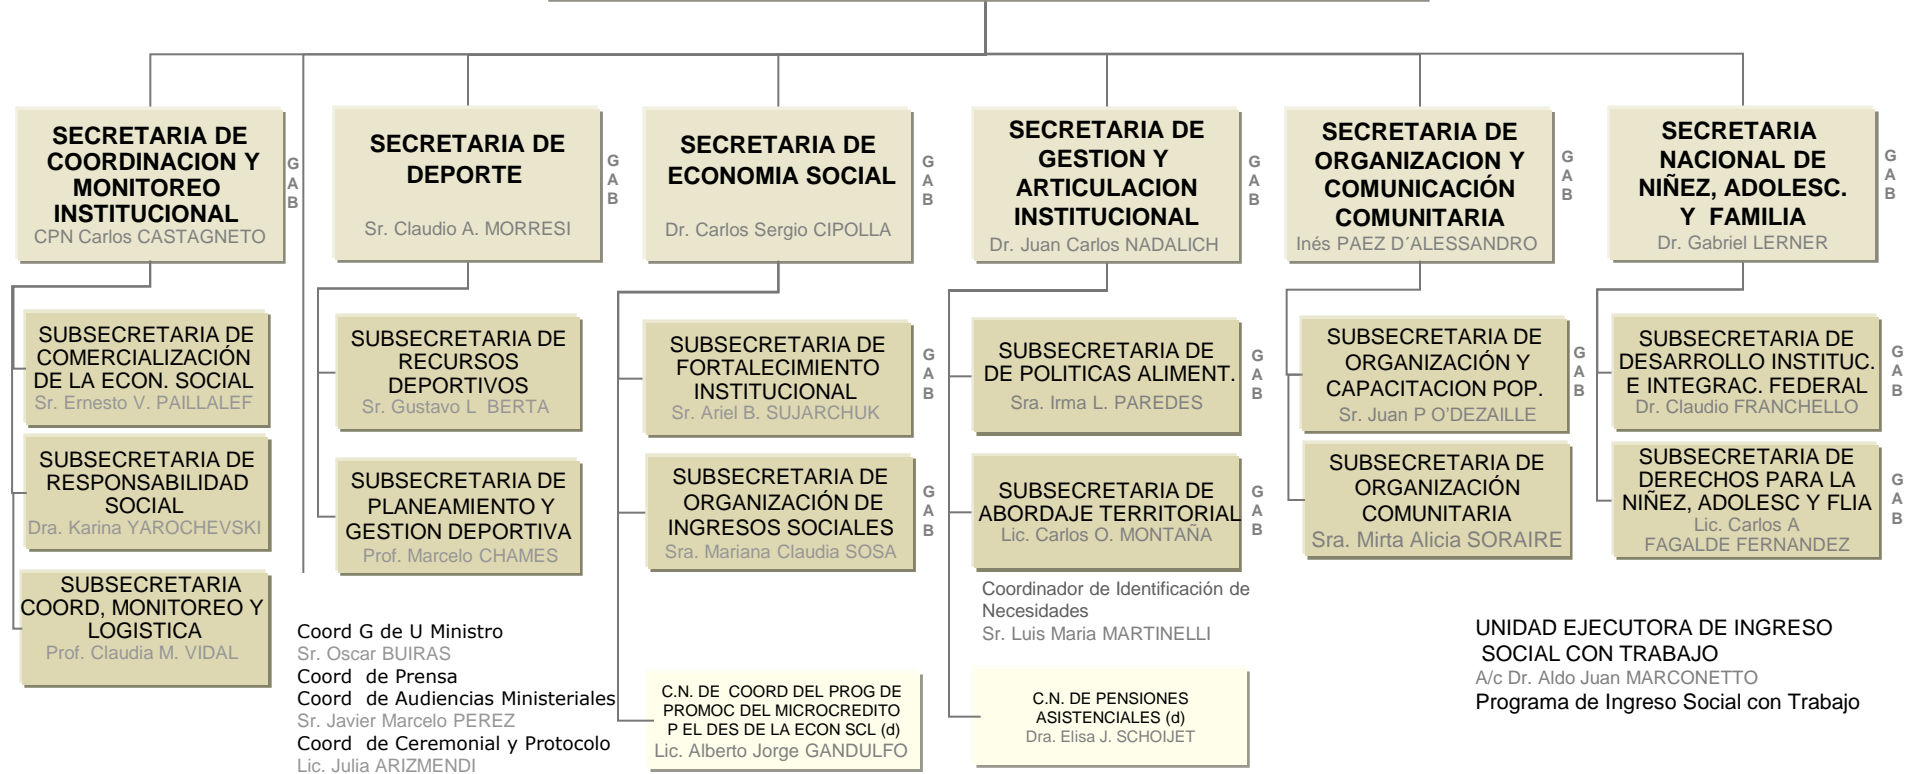 SECRETARIA DE
COORDINACION Y
MONITOREO
INSTITUCIONAL
CPN Carlos CASTAGNETO
G
A
B
SUBSECRETARIA DE
COMERCIALIZACIÓN
DE LA ECON. SOCIAL
Sr. Ernesto V. PAILLALEF
SUBSECRETARIA DE
RESPONSABILIDAD
SOCIAL
Dra. Karina YAROCHEVSKI
SUBSECRETARIA
COORD, MONITOREO Y
LOGISTICA
Prof. Claudia M. VIDAL
SECRETARIA DE
DEPORTE
Sr. Claudio A. MORRESI
G
A
B
SUBSECRETARIA DE
RECURSOS
DEPORTIVOS
Sr. Gustavo L BERTA
SUBSECRETARIA DE
PLANEAMIENTO Y
GESTION DEPORTIVA
Prof. Marcelo CHAMES
Coord G de U Ministro
Sr. Oscar BUIRAS
Coord de Prensa
Coord de Audiencias Ministeriales
Sr. Javier Marcelo PEREZ
Coord de Ceremonial y Protocolo
Lic. Julia ARIZMENDI
SECRETARIA DE
ECONOMIA SOCIAL
Dr. Carlos Sergio CIPOLLA
G
A
B
SUBSECRETARIA DE
FORTALECIMIENTO
INSTITUCIONAL
Sr. Ariel B. SUJARCHUK
G
A
B
SUBSECRETARIA DE
ORGANIZACIÓN DE
INGRESOS SOCIALES
Sra. Mariana Claudia SOSA
G
A
B
C.N. DE COORD DEL PROG DE
PROMOC DEL MICROCREDITO
P EL DES DE LA ECON SCL (d)
Lic. Alberto Jorge GANDULFO
SECRETARIA DE
GESTION Y
ARTICULACION
INSTITUCIONAL
Dr. Juan Carlos NADALICH
G
A
B
SUBSECRETARIA DE
DE POLITICAS ALIMENT.
Sra. Irma L. PAREDES
G
A
B
SUBSECRETARIA DE
ABORDAJE TERRITORIAL
Lic. Carlos O. MONTAÑA
G
A
B
Coordinador de Identificación de
Necesidades
Sr. Luis Maria MARTINELLI
C.N. DE PENSIONES
ASISTENCIALES (d)
Dra. Elisa J. SCHOIJET
SECRETARIA DE
ORGANIZACION Y
COMUNICACIÓN
COMUNITARIA
Inés PAEZ D´ALESSANDRO
G
A
B
SUBSECRETARIA DE
ORGANIZACIÓN Y
CAPACITACION POP.
Sr. Juan P O’DEZAILLE
G
A
B
SUBSECRETARIA DE
ORGANIZACIÓN
COMUNITARIA
Sra. Mirta Alicia SORAIRE
SECRETARIA
NACIONAL DE
NIÑEZ, ADOLESC.
Y FAMILIA
Dr. Gabriel LERNER
G
A
B
SUBSECRETARIA DE
DESARROLLO INSTITUC.
E INTEGRAC. FEDERAL
Dr. Claudio FRANCHELLO
G
A
B
SUBSECRETARIA DE
DERECHOS PARA LA
NIÑEZ, ADOLESC Y FLIA
Lic. Carlos A
FAGALDE FERNANDEZ
G
A
B
UNIDAD EJECUTORA DE INGRESO
SOCIAL CON TRABAJO
A/c Dr. Aldo Juan MARCONETTO
Programa de Ingreso Social con Trabajo